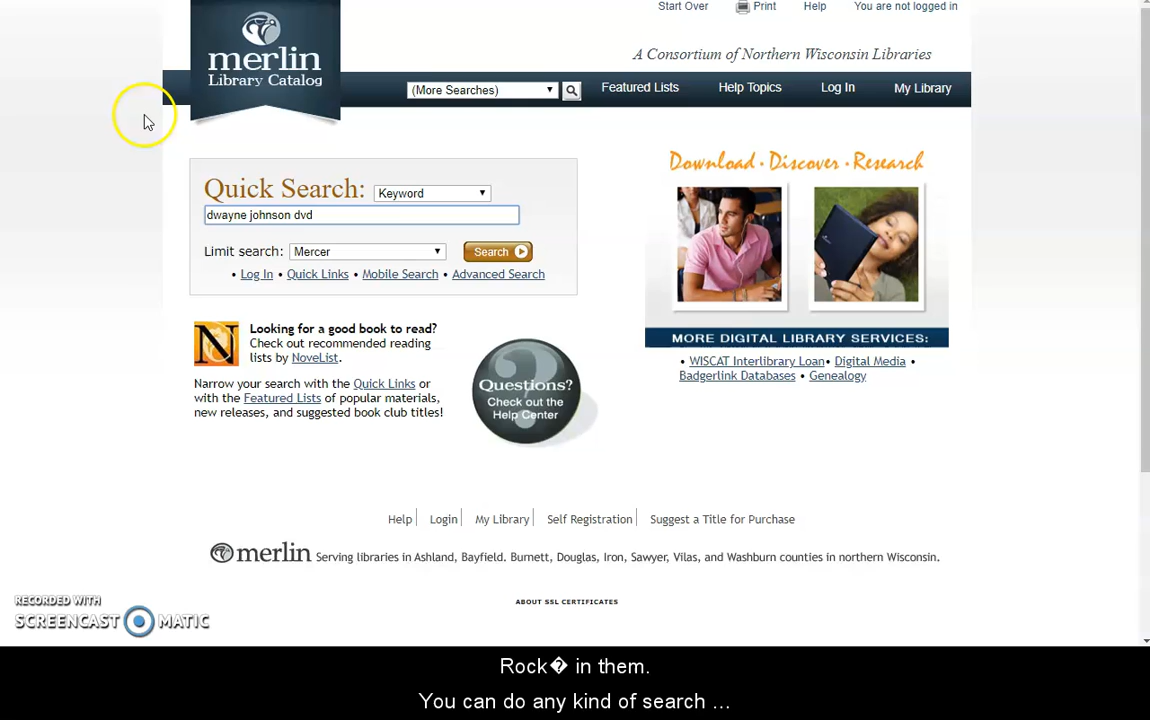 Start Over Print Help You are not logged in
merlin
Library Catalog
A Consortium of Northern Wisconsin Libraries
(More Searches) Featured Lists Help Topics Log In My Library
Quick Search: Keyword
dwayne johnson dvd
Limit search: Mercer Search
• Log In • Quick Links • Mobile Search • Advanced Search
Download · Discover · Research
MORE DIGITAL LIBRARY SERVICES:
• WISCAT Interlibrary Loan• Digital Media •
Badgerlink Databases • Genealogy
N
Looking for a good book to read?
Check out recommended reading
lists by NoveList.
Narrow your search with the Quick Links or
with the Featured Lists of popular materials,
new releases, and suggested book club titles!
?
Questions?
Check out the
Help Center
Help Login My Library Self Registration Suggest a Title for Purchase
merlin Serving libraries in Ashland, Bayfield. Burnett, Douglas, Iron, Sawyer, Vilas, and Washburn counties in northern Wisconsin.
ABOUT SSL CERTIFICATES
RECORDED WITH
SCREENCAST MATIC
Rock� in them.
You can do any kind of search ...